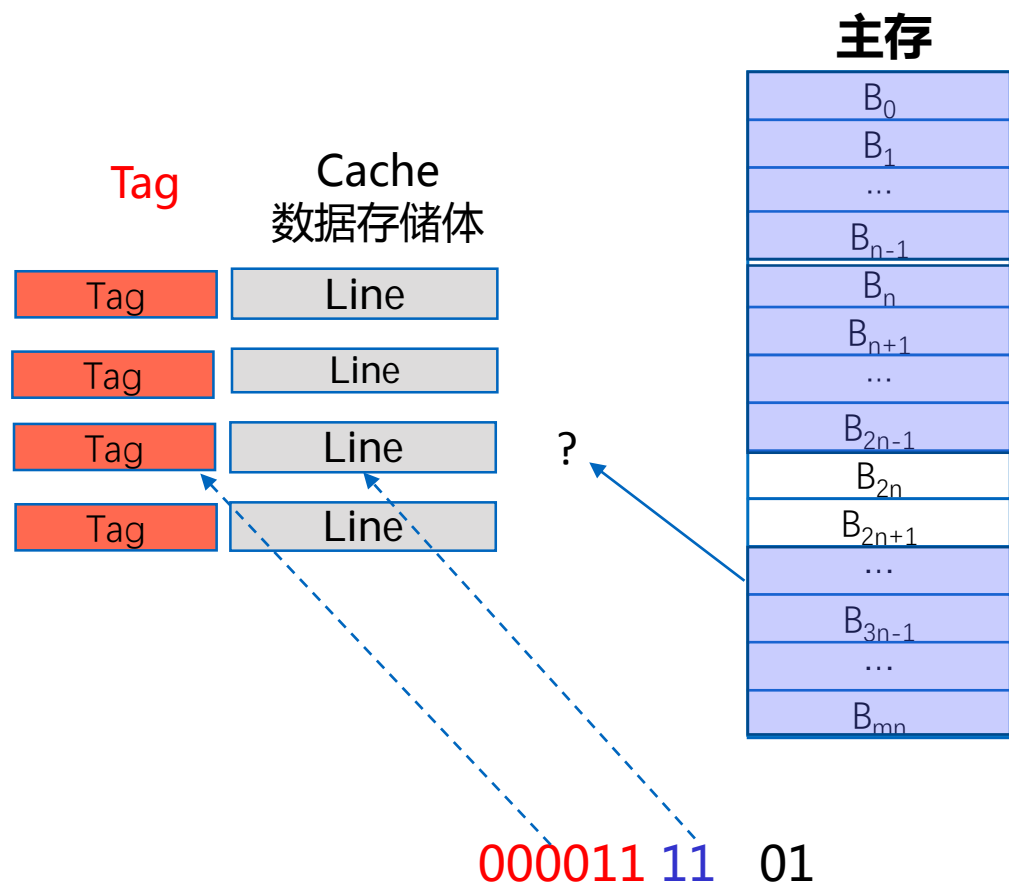 主存
B0
B1
...
Bn-1
Bn
Bn+1
...
B2n-1
B2n
B2n+1
...
B3n-1
...
Bmn
Tag
Cache
数据存储体
Tag Line
Tag Line
Tag Line
Tag Line
?
000011 11 01